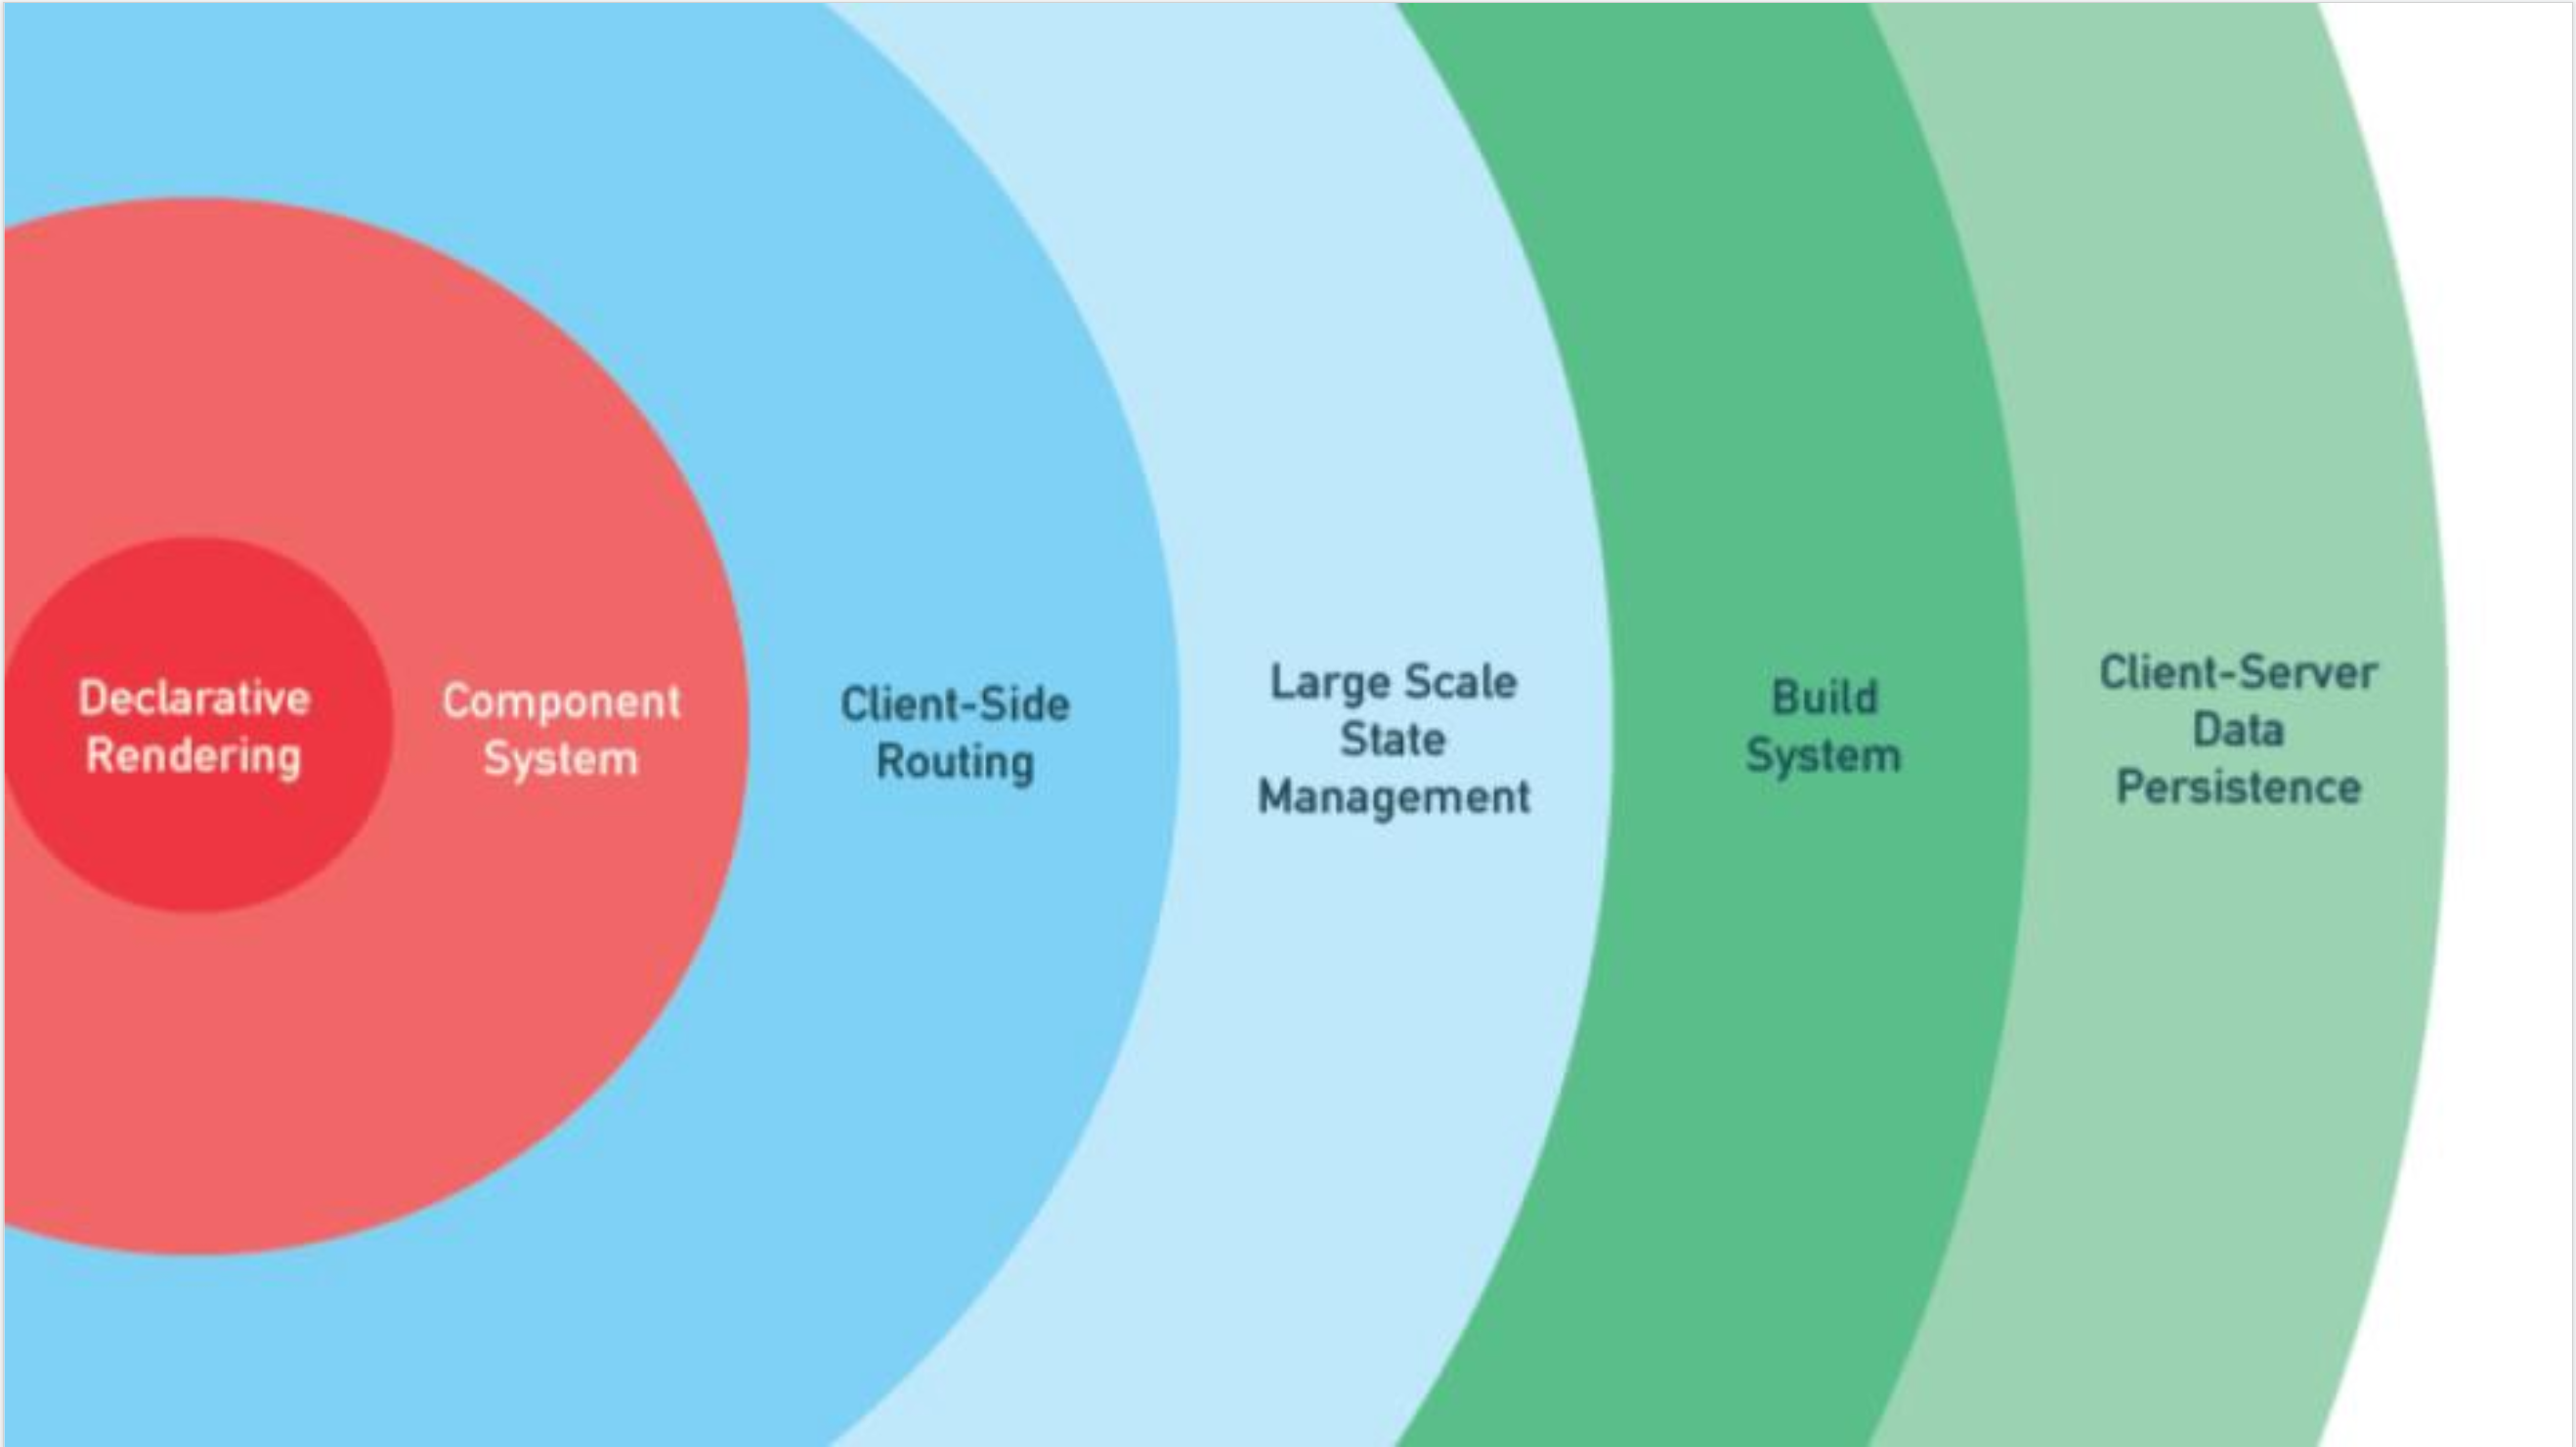 Declarative
Rendering
Component
System
Client-Side
Routing
Large Scale
State
Management
Build
System
Client-Server
Data
Persistence